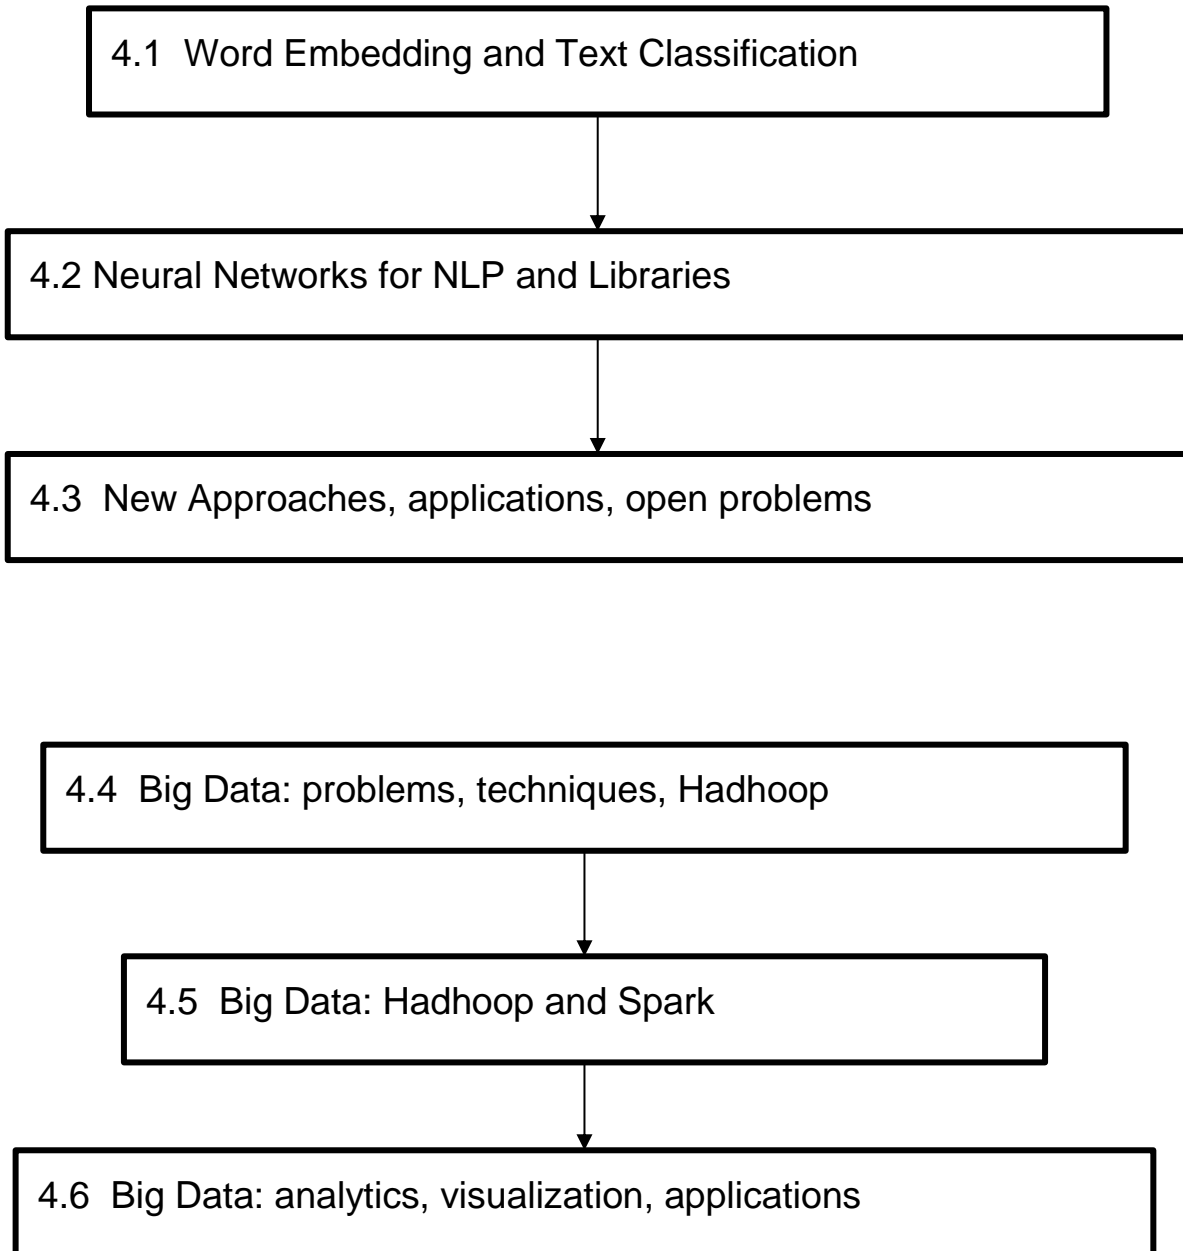 4.1  Word Embedding and Text Classification
4.2 Neural Networks for NLP and Libraries
4.3  New Approaches, applications, open problems
4.4  Big Data: problems, techniques, Hadhoop
4.5  Big Data: Hadhoop and Spark
4.6  Big Data: analytics, visualization, applications